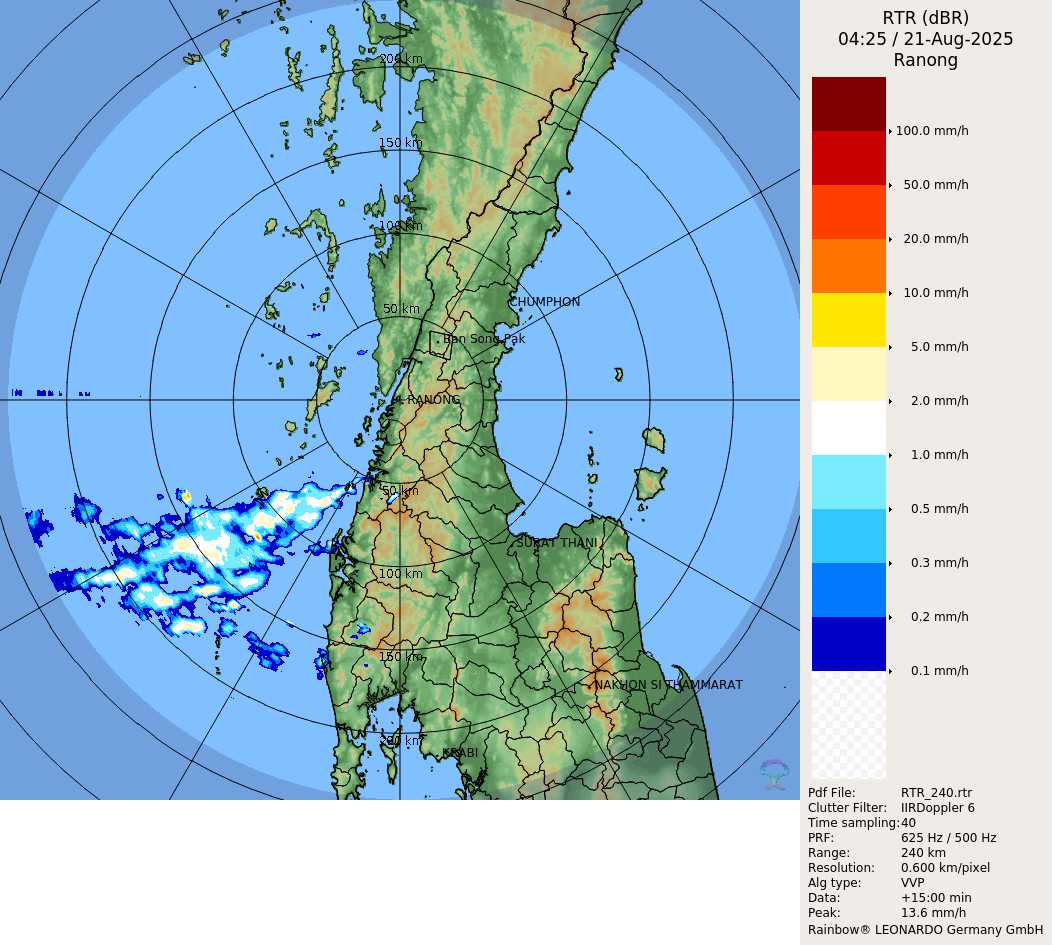 RTR (dBR)
04:25 / 21-Aug-2025
Ranong
200 km
150 km
100 km
50 km
CHUMPHON
Ban Song Pak
RANONG
50 km
SURAT THANI
100 km
150 km
NAKHON SI THAMMARAT
200 km
KRABI
100.0 mm/h
50.0 mm/h
20.0 mm/h
10.0 mm/h
5.0 mm/h
2.0 mm/h
1.0 mm/h
0.5 mm/h
0.3 mm/h
0.2 mm/h
0.1 mm/h
Pdf File: RTR_240.rtr
Clutter Filter: IIRDoppler 6
Time sampling:40
PRF: 625 Hz / 500 Hz
Range: 240 km
Resolution: 0.600 km/pixel
Alg type: VVP
Data: +15:00 min
Peak: 13.6 mm/h
Rainbow® LEONARDO Germany GmbH